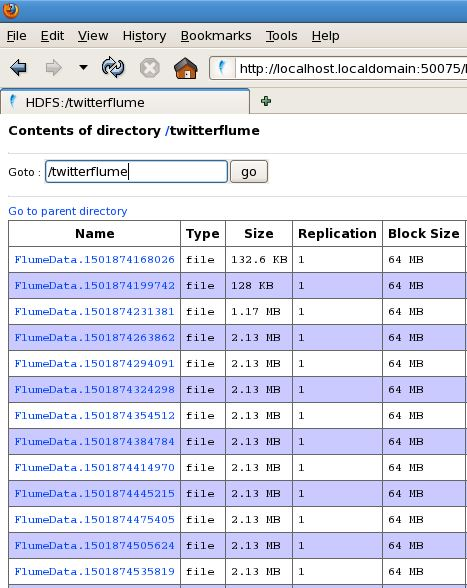 File Edit View History Bookmarks Tools Help
http://localhost.localdomain:50075/
HDFS:/twitterflume
Contents of directory /twitterflume
Goto : /twitterflume go
Go to parent directory
Name Type Size Replication Block Size
FlumeData.1501874168026 file 132.6 KB 1 64 MB
FlumeData.1501874199742 file 128 KB 1 64 MB
FlumeData.1501874231381 file 1.17 MB 1 64 MB
FlumeData.1501874263862 file 2.13 MB 1 64 MB
FlumeData.1501874294091 file 2.13 MB 1 64 MB
FlumeData.1501874324298 file 2.13 MB 1 64 MB
FlumeData.1501874354512 file 2.13 MB 1 64 MB
FlumeData.1501874384784 file 2.13 MB 1 64 MB
FlumeData.1501874414970 file 2.13 MB 1 64 MB
FlumeData.1501874445215 file 2.13 MB 1 64 MB
FlumeData.1501874475405 file 2.13 MB 1 64 MB
FlumeData.1501874505624 file 2.13 MB 1 64 MB
FlumeData.1501874535819 file 2.13 MB 1 64 MB